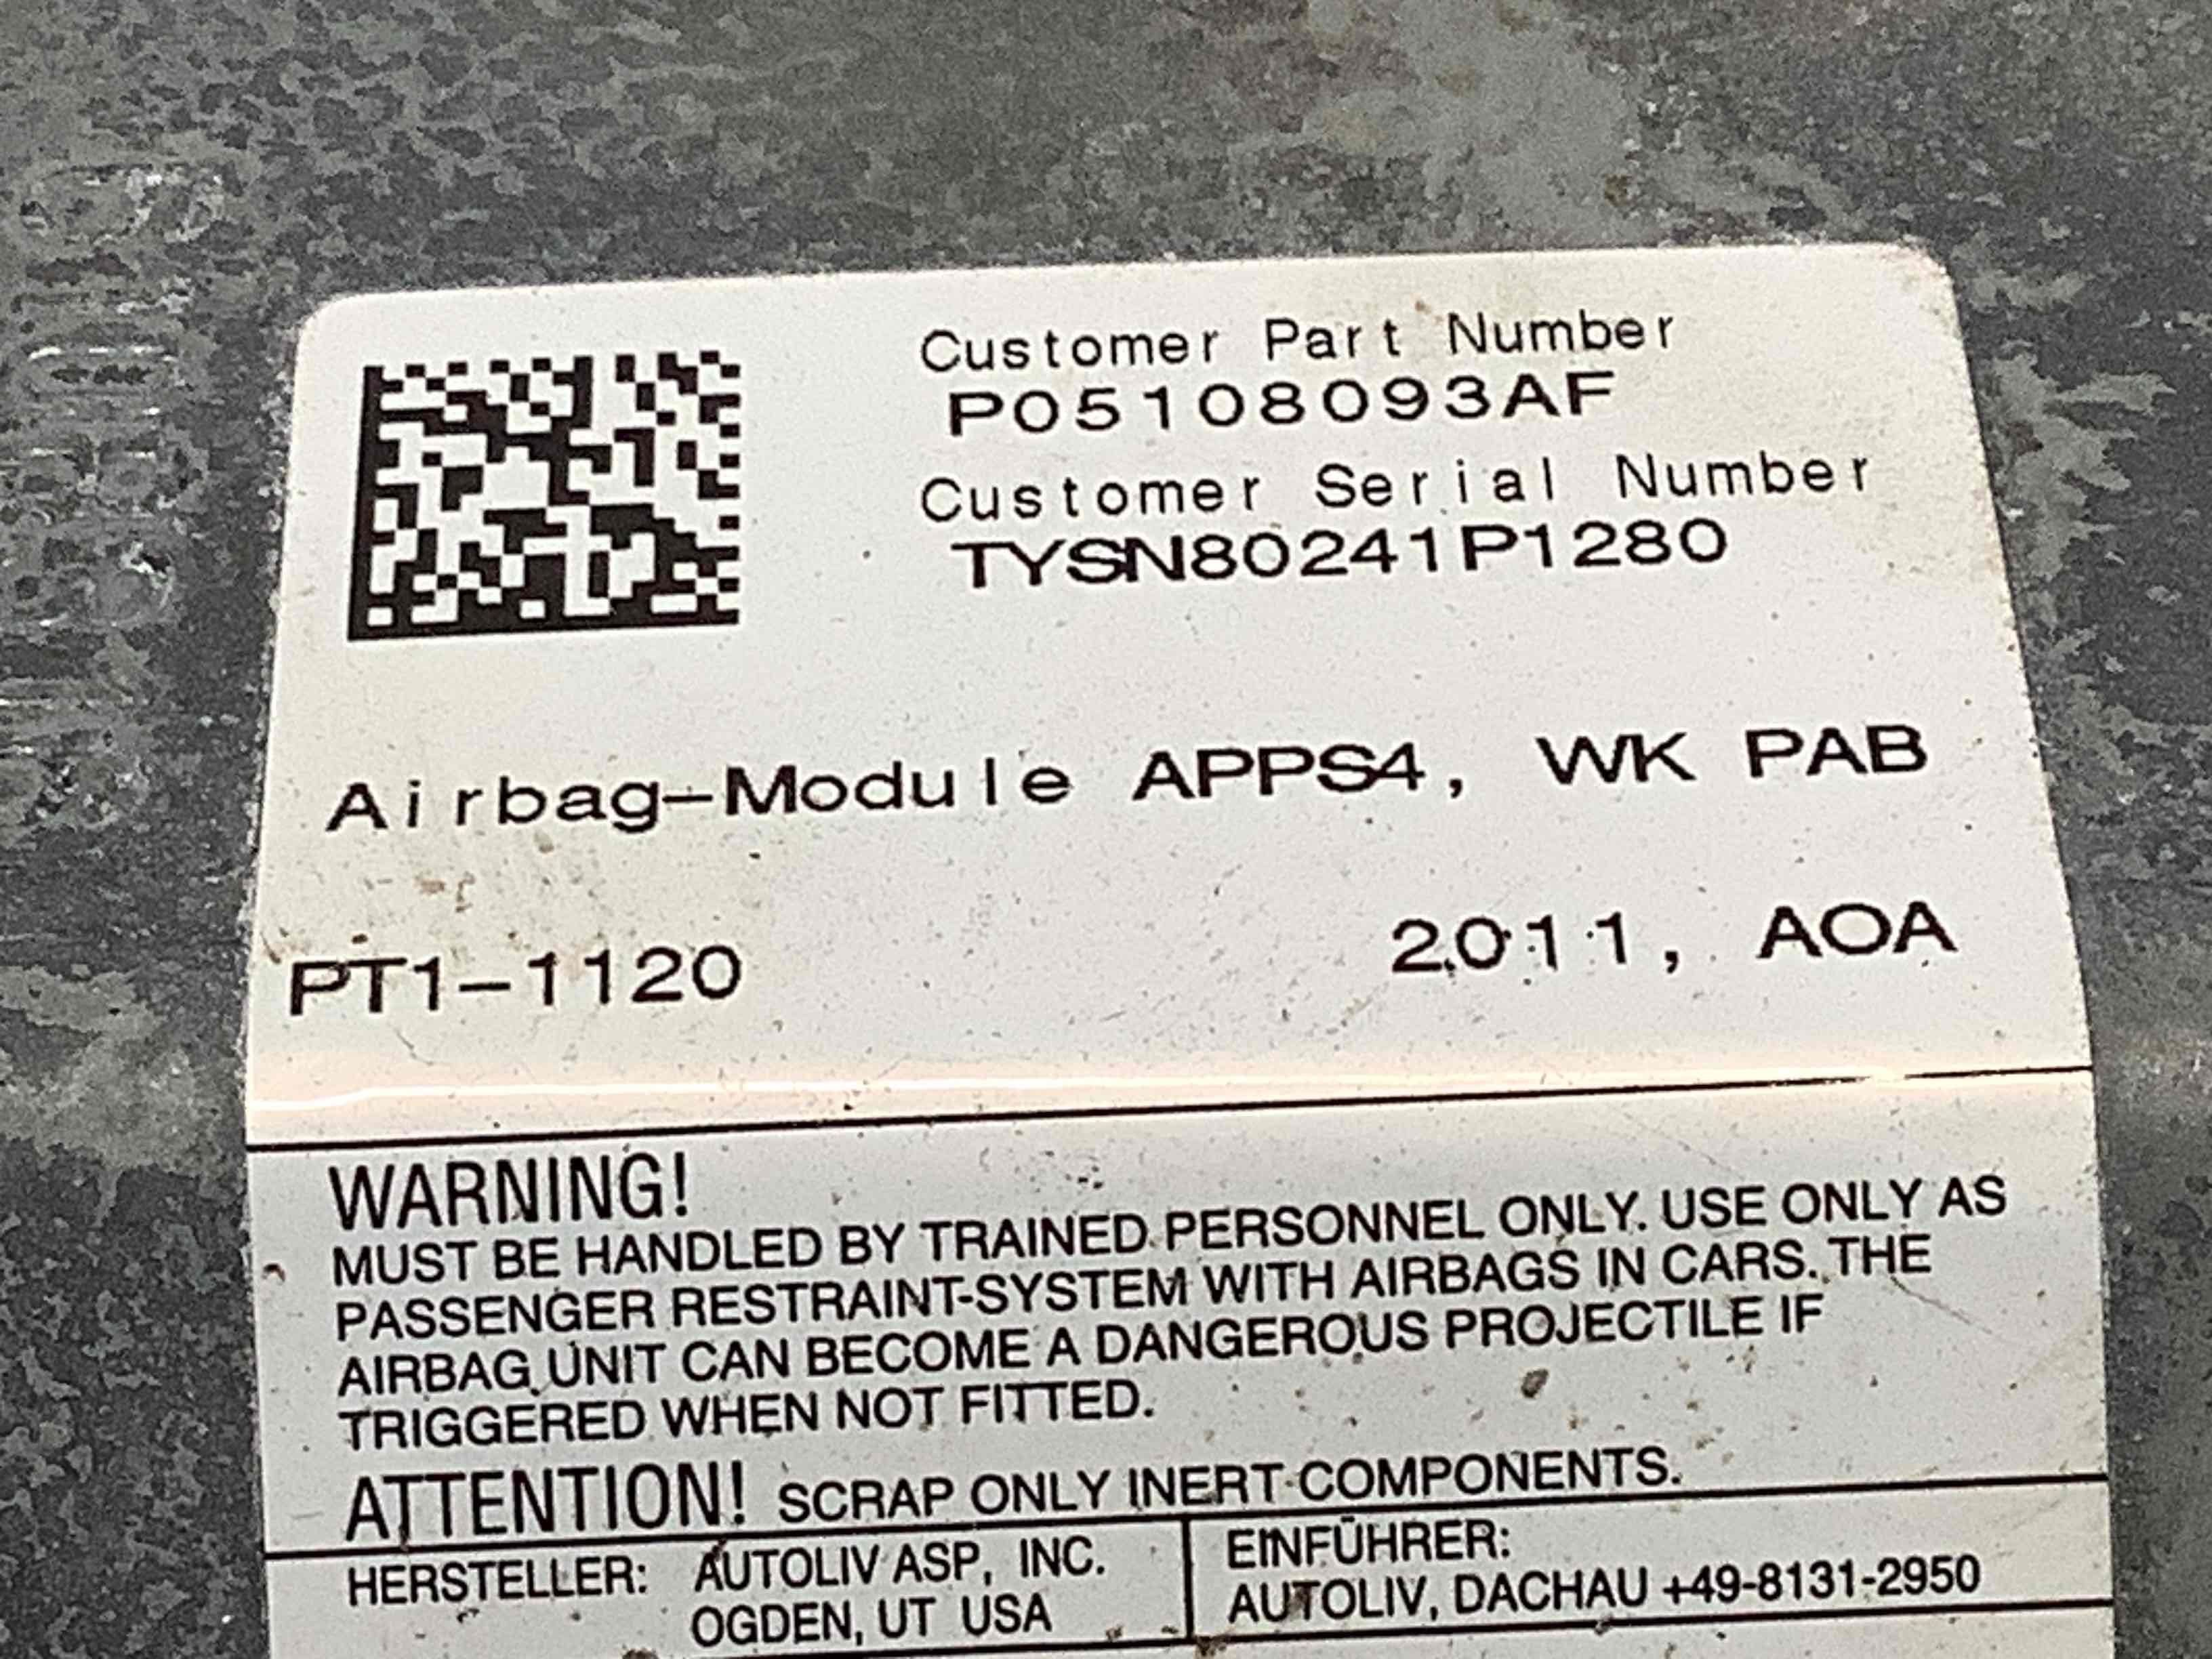 Customer Part Number
P05108093AF
Customer Serial Number
TYSN80241P1280
Airbag-Module APPS4, WK PAB
PT1-1120 2011, AOA
WARNING!
MUST BE HANDLED BY TRAINED PERSONNEL ONLY. USE ONLY AS
PASSENGER RESTRAINT-SYSTEM WITH AIRBAGS IN CARS. THE
AIRBAG UNIT CAN BECOME A DANGEROUS PROJECTILE IF
TRIGGERED WHEN NOT FITTED.
ATTENTION! SCRAP ONLY INERT COMPONENTS.
HERSTELLER: AUTOLIV ASP, INC.
OGDEN, UT USA
EINFÜHRER:
AUTOLIV, DACHAU +49-8131-2950